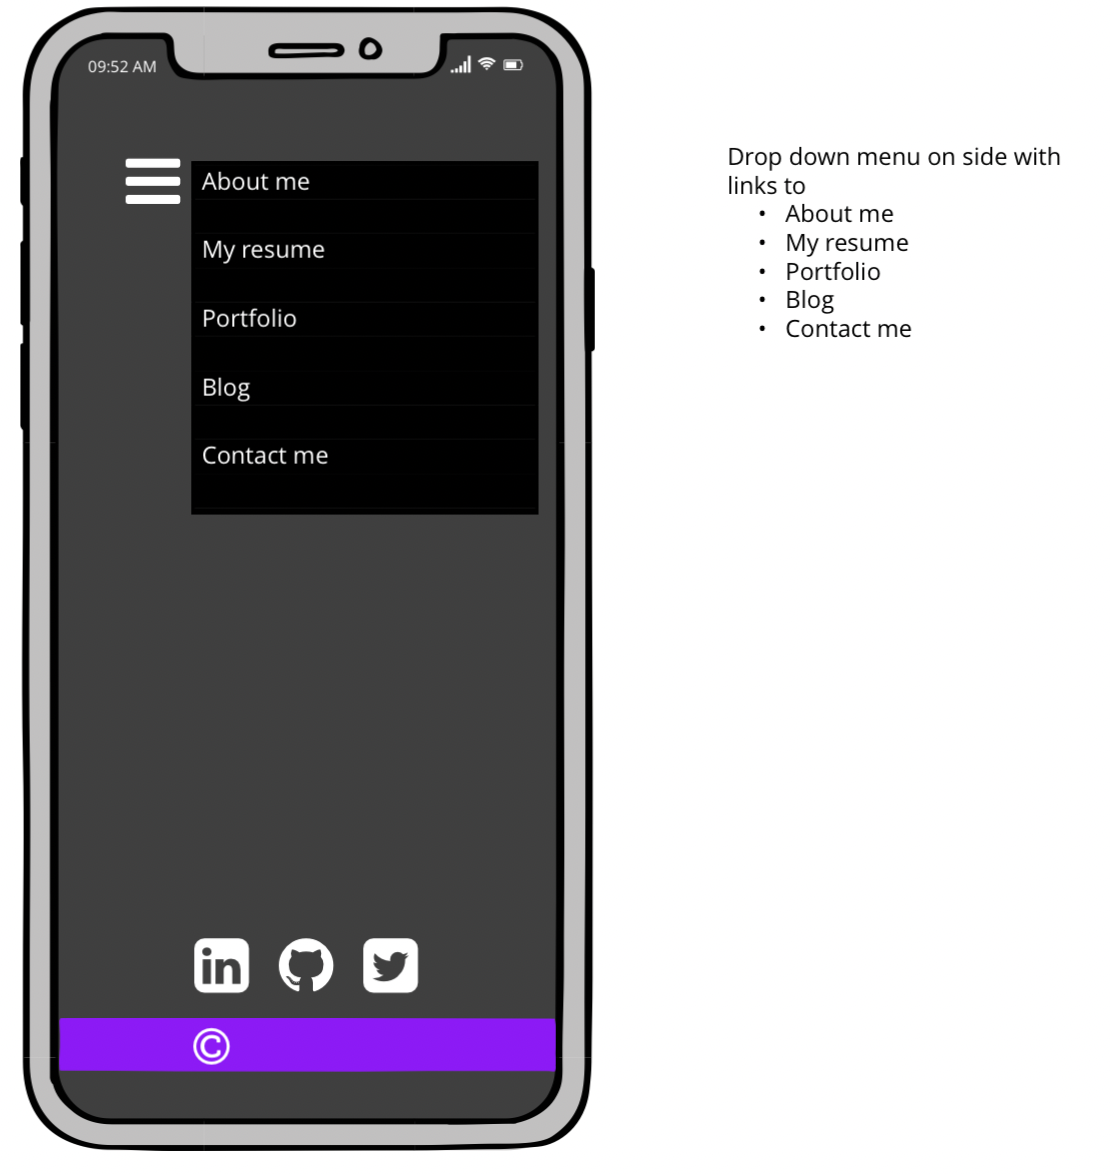 09:52 AM
About me
My resume
Portfolio
Blog
Contact me
in
©
Drop down menu on side with
links to
• About me
• My resume
• Portfolio
• Blog
• Contact me